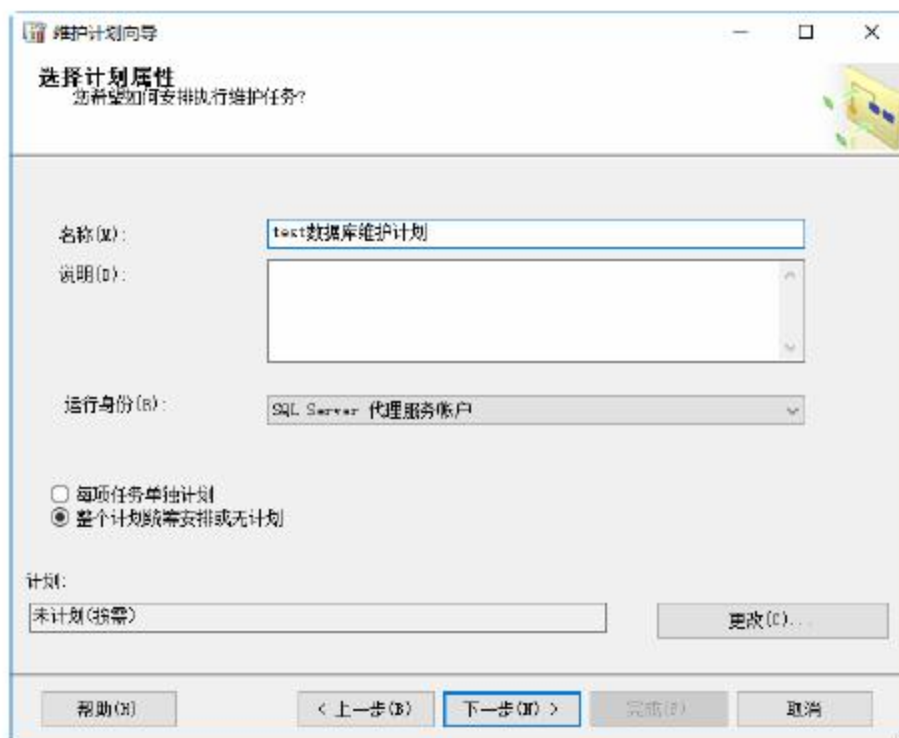 维护计划向导
选择计划属性
您希望如何安排执行维护任务?
名称(M):
test数据库维护计划
说明(D):
运行身份(R):
SQL Server 代理服务帐户
每项任务单独计划
整个计划统筹安排或无计划
计划:
未计划(按需)
更改(C)...
帮助(H)
< 上一步(B)
下一步(N) >
完成(F)
取消